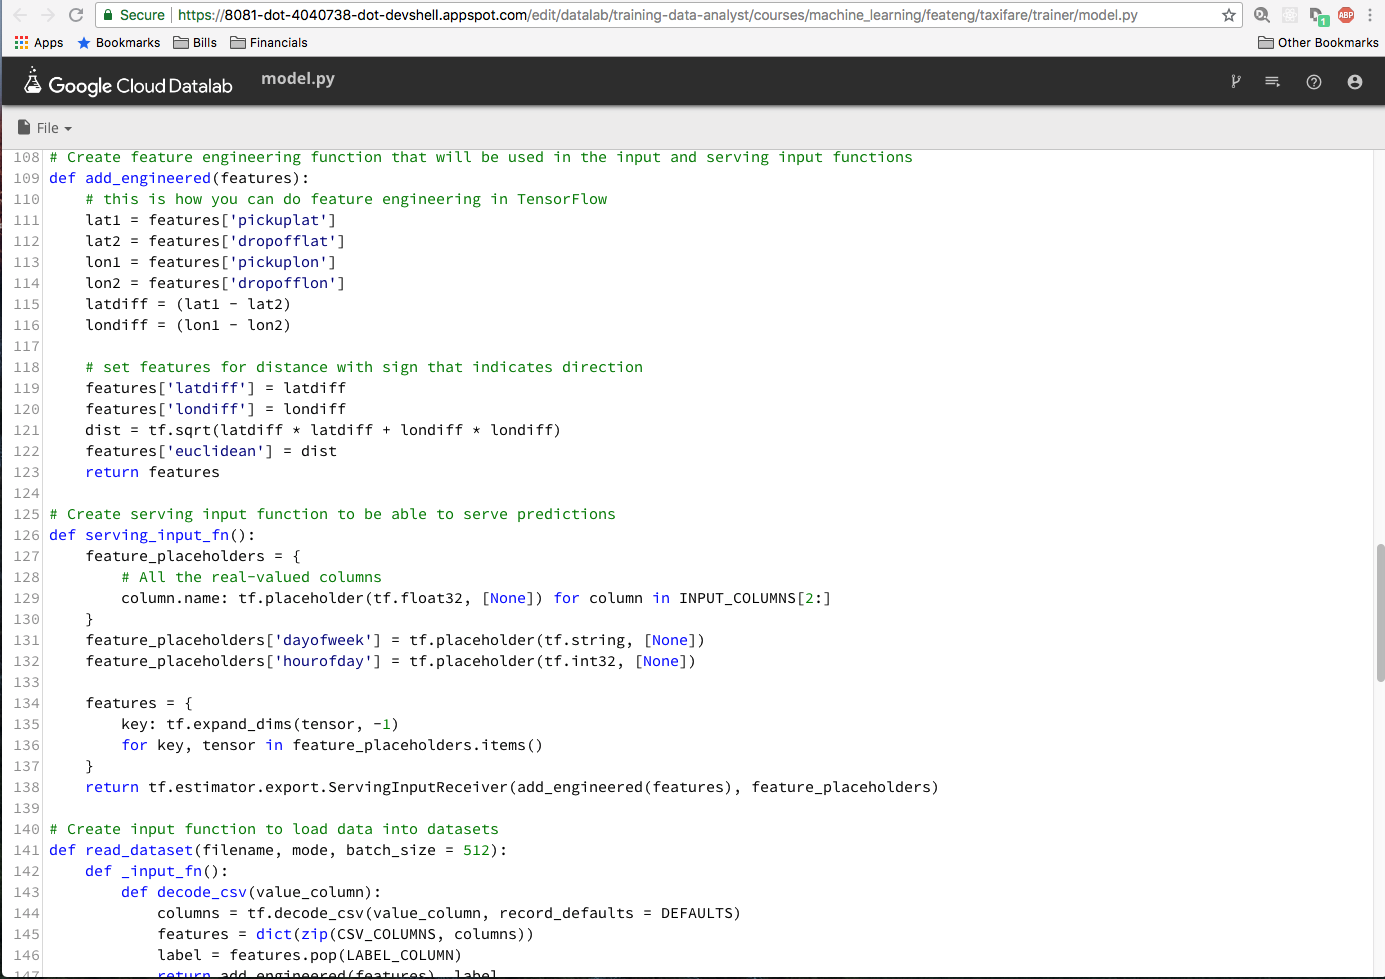 Secure https://8081-dot-4040738-dot-devshell.appspot.com/edit/datalab/training-data-analyst/courses/machine_learning/feateng/taxifare/trainer/model.py 1 ABP
Apps Bookmarks Bills Financials Other Bookmarks
Google Cloud Datalab model.py
File
108 # Create feature engineering function that will be used in the input and serving input functions
109 def add_engineered(features):
110     # this is how you can do feature engineering in TensorFlow
111     lat1 = features['pickuplat']
112     lat2 = features['dropofflat']
113     lon1 = features['pickuplon']
114     lon2 = features['dropofflon']
115     latdiff = (lat1 - lat2)
116     londiff = (lon1 - lon2)
117
118     # set features for distance with sign that indicates direction
119     features['latdiff'] = latdiff
120     features['londiff'] = londiff
121     dist = tf.sqrt(latdiff * latdiff + londiff * londiff)
122     features['euclidean'] = dist
123     return features
124
125 # Create serving input function to be able to serve predictions
126 def serving_input_fn():
127     feature_placeholders = {
128         # All the real-valued columns
129         column.name: tf.placeholder(tf.float32, [None]) for column in INPUT_COLUMNS[2:]
130     }
131     feature_placeholders['dayofweek'] = tf.placeholder(tf.string, [None])
132     feature_placeholders['hourofday'] = tf.placeholder(tf.int32, [None])
133
134     features = {
135         key: tf.expand_dims(tensor, -1)
136         for key, tensor in feature_placeholders.items()
137     }
138     return tf.estimator.export.ServingInputReceiver(add_engineered(features), feature_placeholders)
139
140 # Create input function to load data into datasets
141 def read_dataset(filename, mode, batch_size = 512):
142     def _input_fn():
143         def decode_csv(value_column):
144             columns = tf.decode_csv(value_column, record_defaults = DEFAULTS)
145             features = dict(zip(CSV_COLUMNS, columns))
146             label = features.pop(LABEL_COLUMN)
147             return add_engineered(features), label